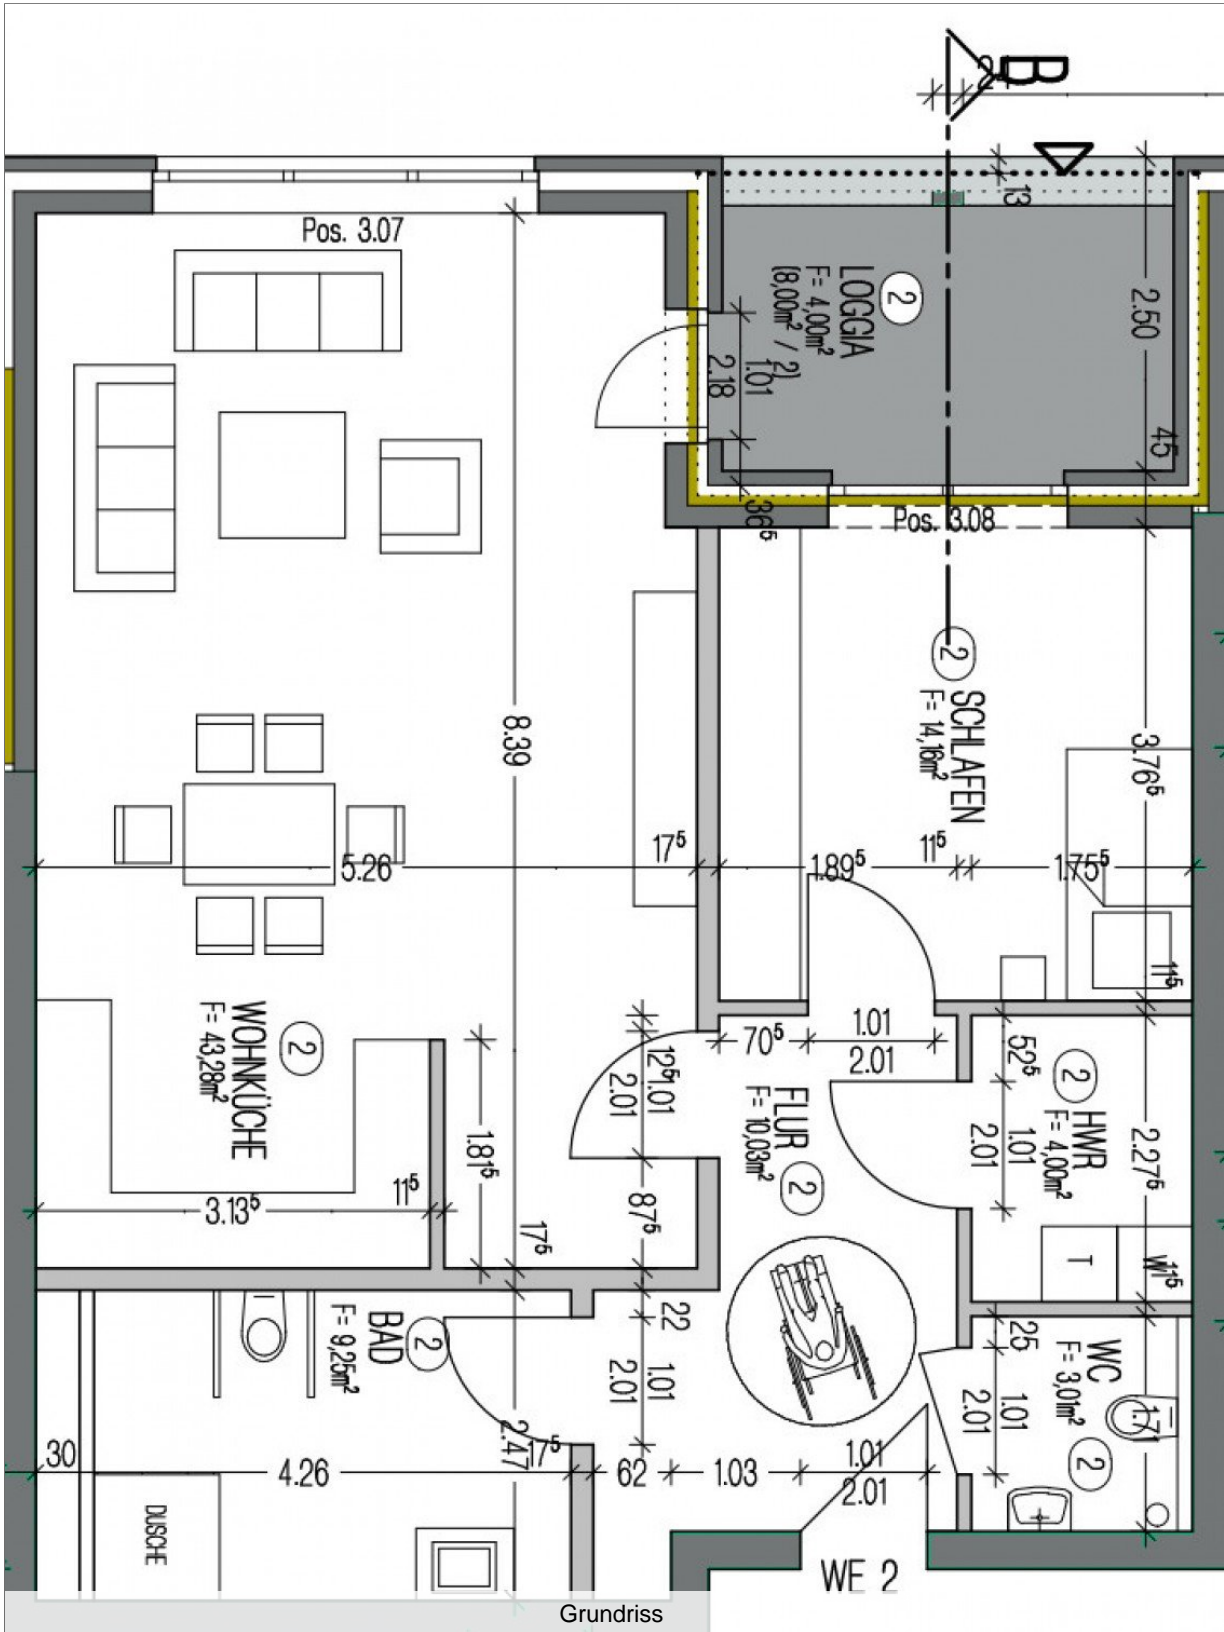 B
13
Pos. 3.07
2
LOGGIA
F= 4,00m²
(8,00m² / 2)
2.50
1.01
2.18
45
36⁵
Pos. 3.08
2
SCHLAFEN
F= 14,16m²
8.39
3.76⁵
5.26
17⁵
1.89⁵
11⁵
1.75⁵
11⁵
WOHNKÜCHE
F= 43,28m²
2
70⁵
1.01
2.01
12⁵
1.01
2.01
52⁵
2
HWR
F= 4,00m²
FLUR
F= 10,03m²
2
1.01
2.01
2.27⁵
1.81⁵
87⁵
3.13⁵
11⁵
17⁵
T
W
11⁵
BAD
F= 9,25m²
2
22
1.01
2.01
25
WC
F= 3,01m²
2
1.01
2.01
1.71
2.47
17⁵
30
4.26
62
1.03
1.01
2.01
DUSCHE
WE 2
Grundriss